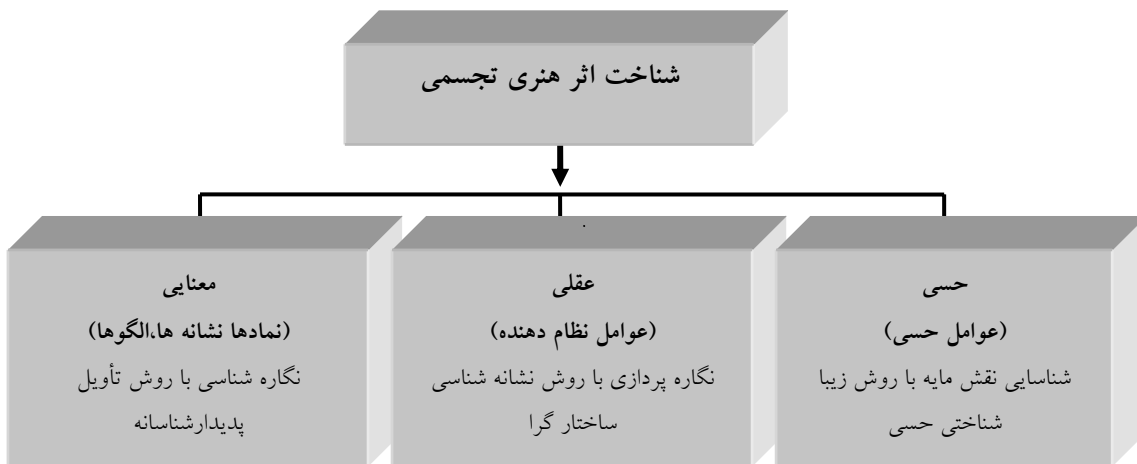 شناخت اثر هنری تجسمی
حسی
(عوامل حسی)
شناسایی نقش مایه با روش زیبا
شناختی حسی
عقلی
(عوامل نظام دهنده)
نگاره پردازی با روش نشانه شناسی
ساختار گرا
معنایی
(نمادها نشانه ها،الگوها)
نگاره شناسی با روش تأویل
پدیدارشناسانه